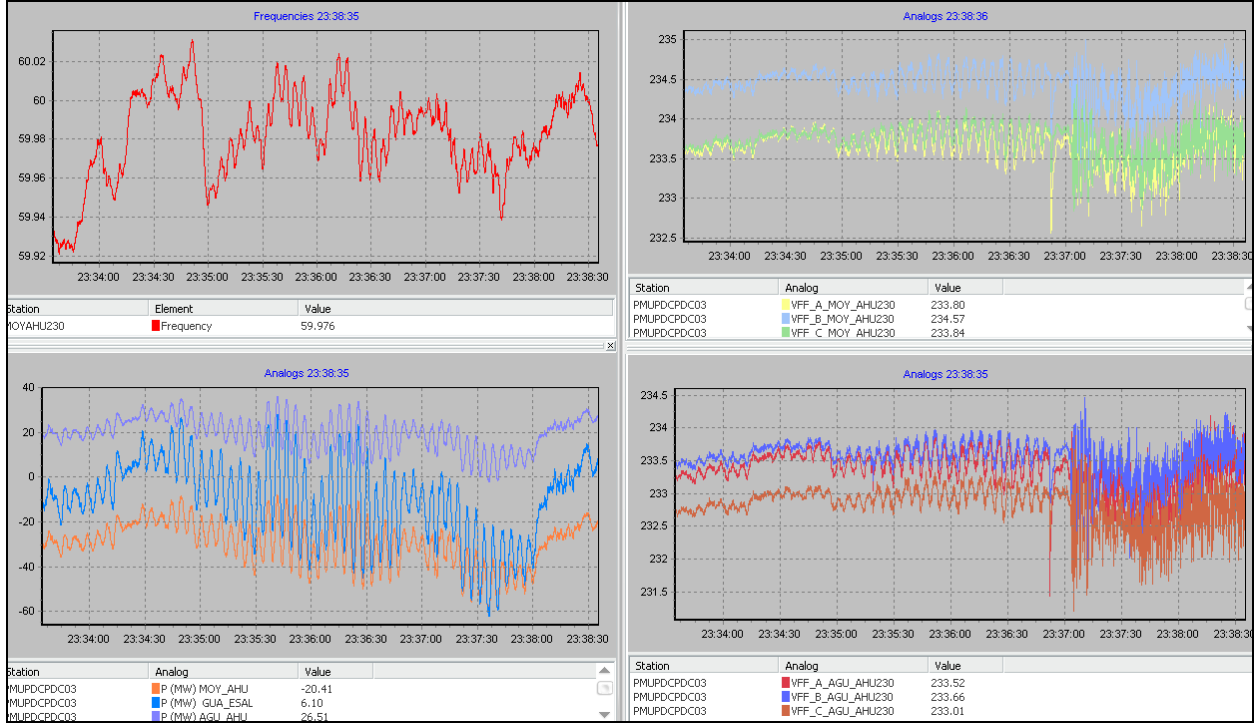 Frequencies 23:38:35
60.02
60
59.98
59.96
59.94
59.92
23:34:00 23:34:30 23:35:00 23:35:30 23:36:00 23:36:30 23:37:00 23:37:30 23:38:00 23:38:30
Station Element Value
MOYAHU230 Frequency 59.976
Analogs 23:38:36
235
234.5
234
233.5
233
232.5
23:34:00 23:34:30 23:35:00 23:35:30 23:36:00 23:36:30 23:37:00 23:37:30 23:38:00 23:38:30
Station Analog Value
PMUPDCPDC03 VFF_A_MOY_AHU230 233.80
PMUPDCPDC03 VFF_B_MOY_AHU230 234.57
PMUPDCPDC03 VFF_C_MOY_AHU230 233.84
Analogs 23:38:35
40
20
0
-20
-40
-60
23:34:00 23:34:30 23:35:00 23:35:30 23:36:00 23:36:30 23:37:00 23:37:30 23:38:00 23:38:30
Station Analog Value
PMUPDCPDC03 P (MW) MOY_AHU -20.41
PMUPDCPDC03 P (MW) GUA_ESAL 6.10
PMUPDCPDC03 P (MW) AGU_AHU 26.51
Analogs 23:38:35
234.5
234
233.5
233
232.5
232
231.5
23:34:00 23:34:30 23:35:00 23:35:30 23:36:00 23:36:30 23:37:00 23:37:30 23:38:00 23:38:30
Station Analog Value
PMUPDCPDC03 VFF_A_AGU_AHU230 233.52
PMUPDCPDC03 VFF_B_AGU_AHU230 233.66
PMUPDCPDC03 VFF_C_AGU_AHU230 233.01